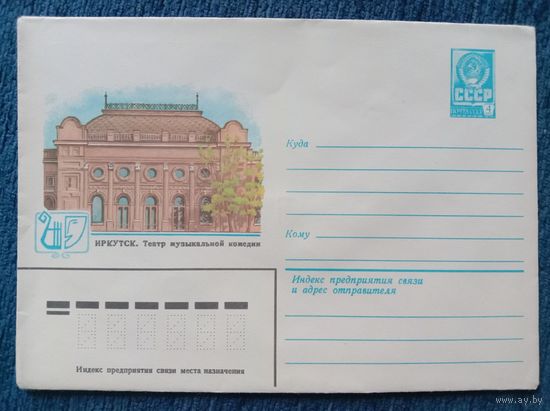 СССР
4
Куда
ИРКУТСК. Театр музыкальной комедии
Кому
Индекс предприятия связи
и адрес отправителя
Индекс предприятия связи места назначения
www.ay.by